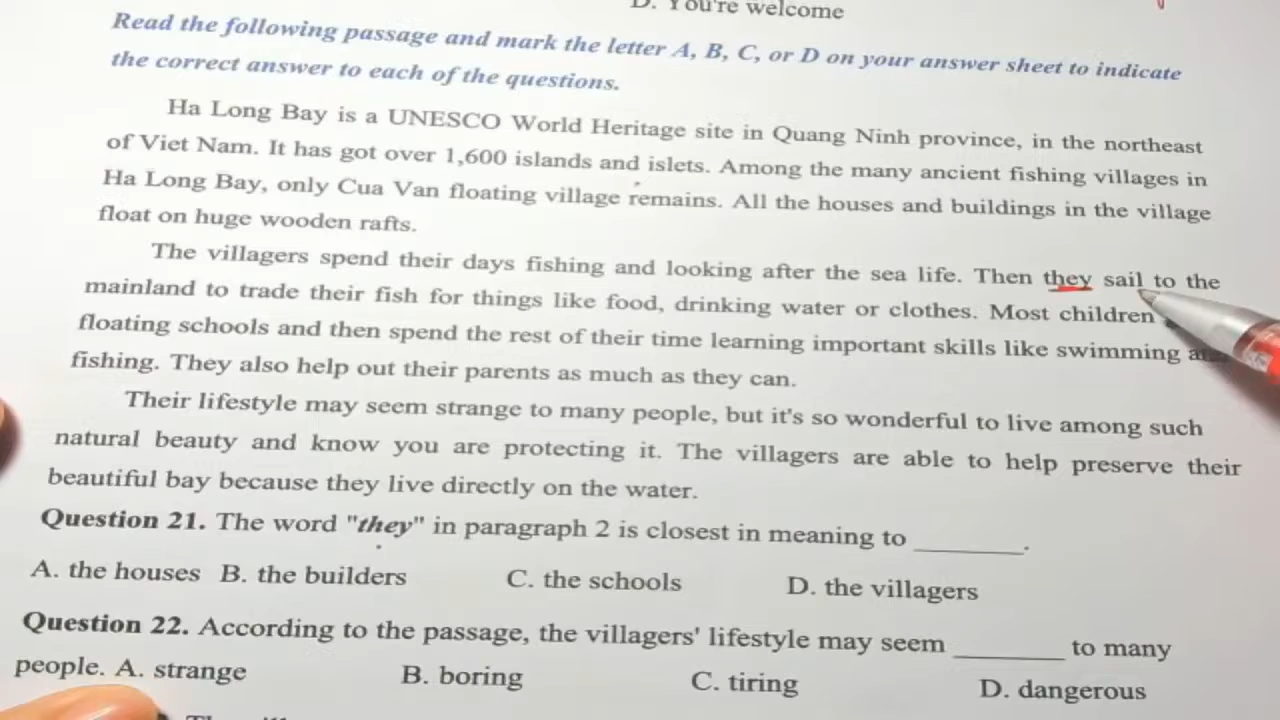 D. You're welcome
Read the following passage and mark the letter A, B, C, or D on your answer sheet to indicate
the correct answer to each of the questions.
Ha Long Bay is a UNESCO World Heritage site in Quang Ninh province, in the northeast
of Viet Nam. It has got over 1,600 islands and islets. Among the many ancient fishing villages in
Ha Long Bay, only Cua Van floating village remains. All the houses and buildings in the village
float on huge wooden rafts.
The villagers spend their days fishing and looking after the sea life. Then they sail to the
mainland to trade their fish for things like food, drinking water or clothes. Most children
floating schools and then spend the rest of their time learning important skills like swimming
fishing. They also help out their parents as much as they can.
Their lifestyle may seem strange to many people, but it's so wonderful to live among such
natural beauty and know you are protecting it. The villagers are able to help preserve their
beautiful bay because they live directly on the water.
Question 21. The word "they" in paragraph 2 is closest in meaning to ________.
A. the houses B. the builders C. the schools D. the villagers
Question 22. According to the passage, the villagers' lifestyle may seem ________ to many
people. A. strange B. boring C. tiring D. dangerous